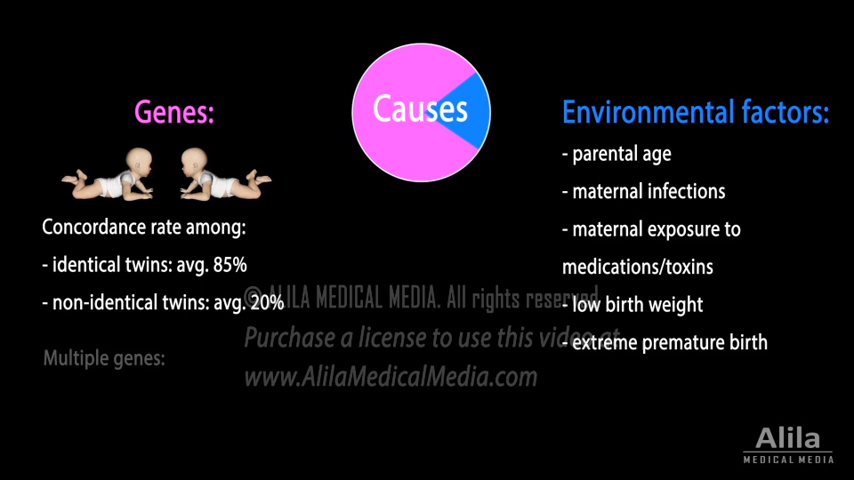 Causes
Genes:
Concordance rate among:
- identical twins: avg. 85%
- non-identical twins: avg. 20%
Multiple genes:
Environmental factors:
- parental age
- maternal infections
- maternal exposure to
medications/toxins
- low birth weight
- extreme premature birth
© ALILA MEDICAL MEDIA. All rights reserved.
Purchase a license to use this video at
www.AlilaMedicalMedia.com
Alila
MEDICAL MEDIA